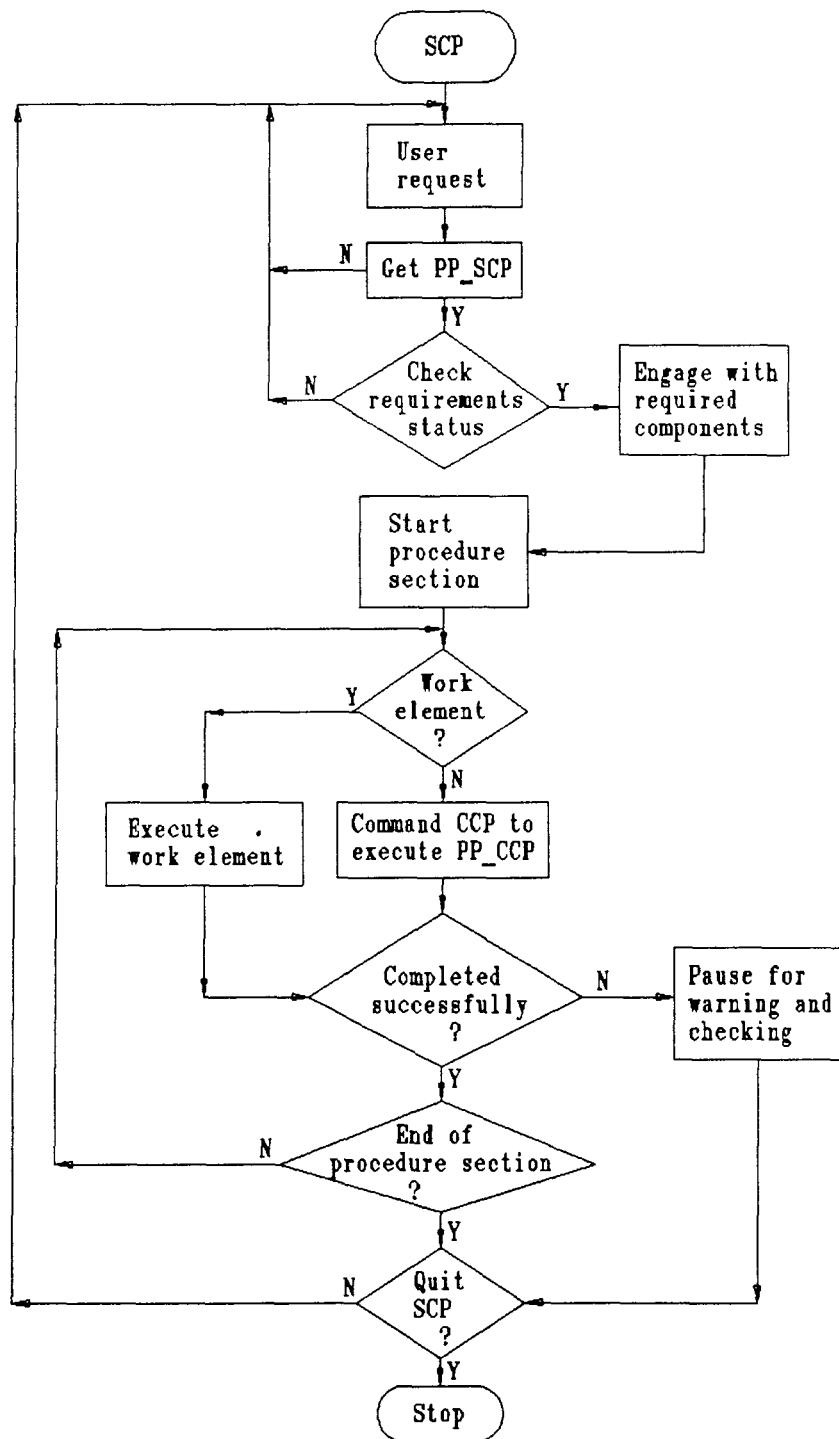 SCP
User
request
N
Get PP_SCP
Y
N
Check
requirements
status
Y
Engage with
required
components
Start
procedure
section
Y
Work
element
?
N
Execute .
work element
Command CCP to
execute PP_CCP
Completed
successfully
?
N
Pause for
warning and
checking
Y
N
End of
procedure section
?
Y
N
Quit
SCP
?
Y
Stop